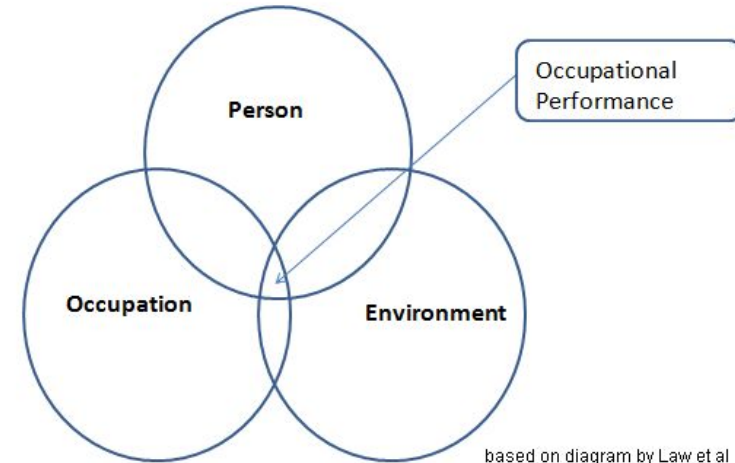 Person
Occupational
Performance
Occupation
Environment
based on diagram by Law et al